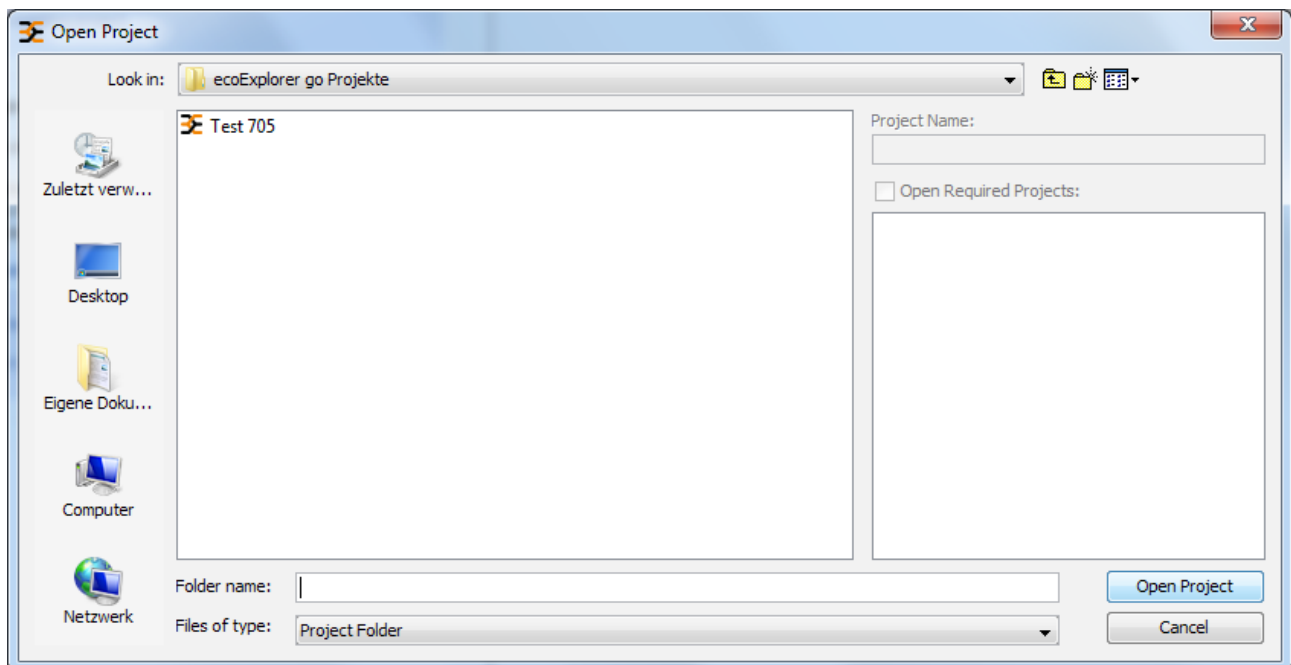 Open Project
Look in: ecoExplorer go Projekte
Zuletzt verw...
Desktop
Eigene Doku...
Computer
Netzwerk
Test 705
Project Name:
Open Required Projects:
Folder name:
Open Project
Files of type: Project Folder
Cancel